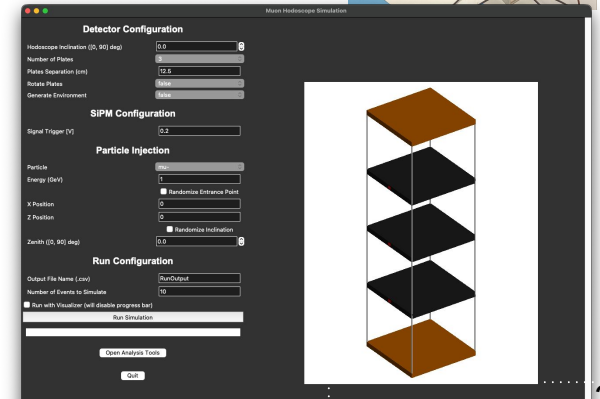 Muon Hodoscope Simulation
Detector Configuration
Hodoscope Inclination ([0, 90] deg) 0.0
Number of Plates 3
Plates Separation (cm) 12.5
Rotate Plates false
Generate Environment false
SiPM Configuration
Signal Trigger [V] 0.2
Particle Injection
Particle mu-
Energy (GeV) 1
Randomize Entrance Point
X Position 0
Z Position 0
Randomize Inclination
Zenith ([0, 90] deg) 0.0
Run Configuration
Output File Name (.csv) RunOutput
Number of Events to Simulate 10
Run with Visualizer (will disable progress bar)
Run Simulation
Open Analysis Tools
Quit